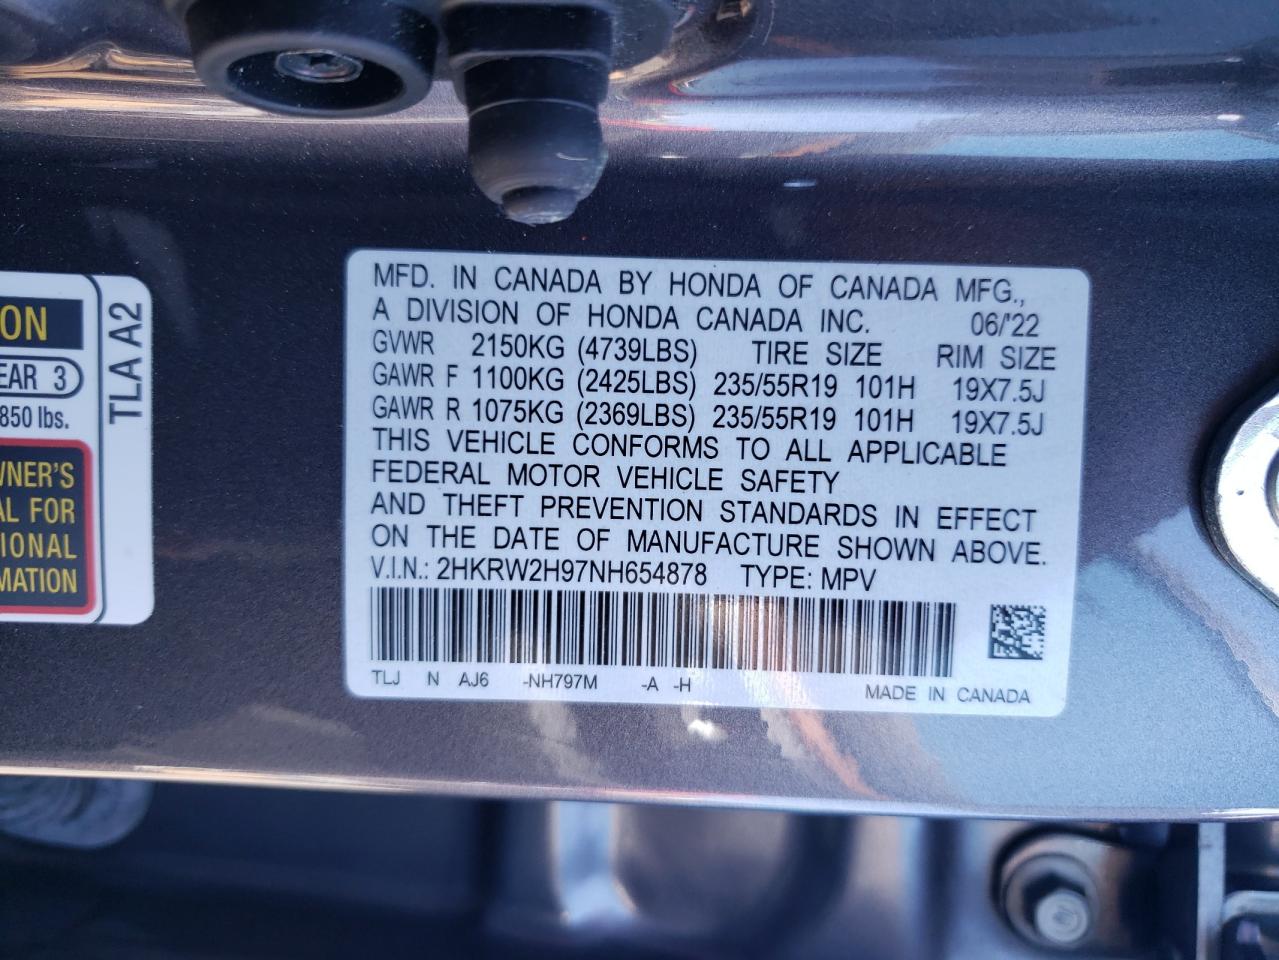 MFD. IN CANADA BY HONDA OF CANADA MFG.,
A DIVISION OF HONDA CANADA INC. 06/'22
GVWR 2150KG (4739LBS) TIRE SIZE RIM SIZE
GAWR F 1100KG (2425LBS) 235/55R19 101H 19X7.5J
GAWR R 1075KG (2369LBS) 235/55R19 101H 19X7.5J
THIS VEHICLE CONFORMS TO ALL APPLICABLE
FEDERAL MOTOR VEHICLE SAFETY
AND THEFT PREVENTION STANDARDS IN EFFECT
ON THE DATE OF MANUFACTURE SHOWN ABOVE.
V.I.N.: 2HKRW2H97NH654878 TYPE: MPV
TLJ N AJ6 -NH797M -A -H MADE IN CANADA
ON
EAR 3
850 lbs.
WNER'S
AL FOR
IONAL
MATION
TLA A2